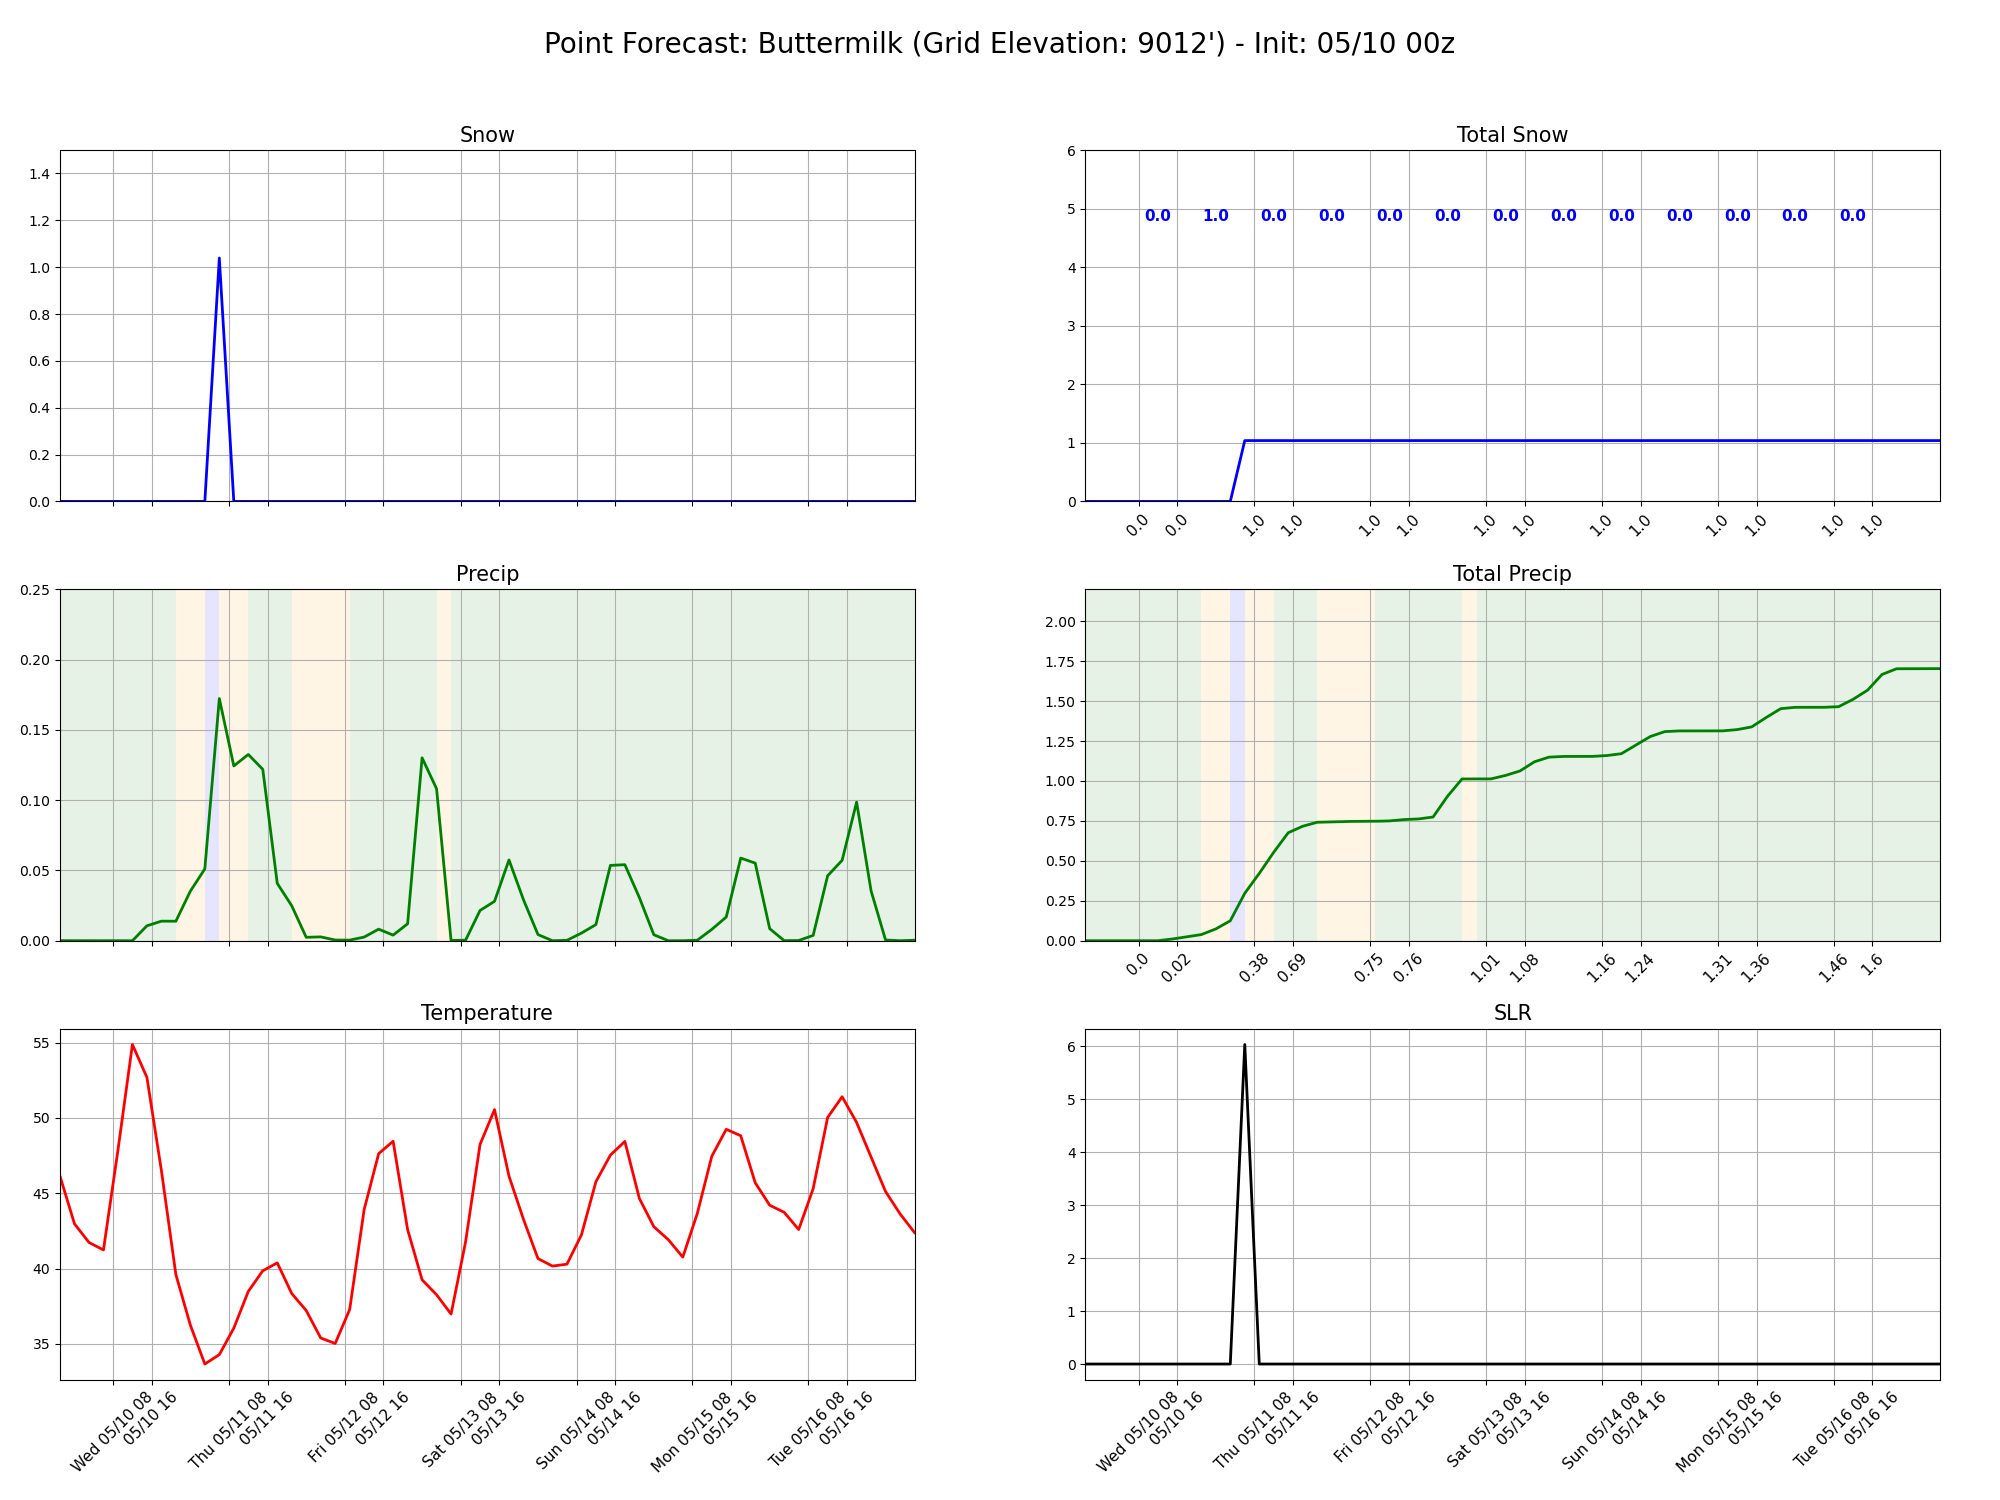 Point Forecast: Buttermilk (Grid Elevation: 9012') - Init: 05/10 00z
Snow
1.4
1.2
1.0
0.8
0.6
0.4
0.2
0.0
Total Snow
6
5
4
3
2
1
0
0.0 1.0 0.0 0.0 0.0 0.0 0.0 0.0 0.0 0.0 0.0 0.0 0.0
0.0 0.0 1.0 1.0 1.0 1.0 1.0 1.0 1.0 1.0 1.0 1.0 1.0 1.0
Precip
0.25
0.20
0.15
0.10
0.05
0.00
Total Precip
2.00
1.75
1.50
1.25
1.00
0.75
0.50
0.25
0.00
0.0 0.02 0.38 0.69 0.75 0.76 1.01 1.08 1.16 1.24 1.31 1.36 1.46 1.6
Temperature
55
50
45
40
35
Wed 05/10 08
05/10 16
Thu 05/11 08
05/11 16
Fri 05/12 08
05/12 16
Sat 05/13 08
05/13 16
Sun 05/14 08
05/14 16
Mon 05/15 08
05/15 16
Tue 05/16 08
05/16 16
SLR
6
5
4
3
2
1
0
Wed 05/10 08
05/10 16
Thu 05/11 08
05/11 16
Fri 05/12 08
05/12 16
Sat 05/13 08
05/13 16
Sun 05/14 08
05/14 16
Mon 05/15 08
05/15 16
Tue 05/16 08
05/16 16